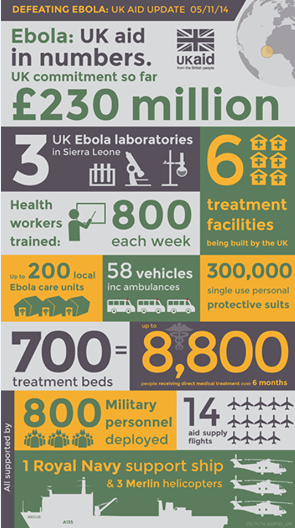 DEFEATING EBOLA: UK AID UPDATE 05/11/14
Ebola: UK aid
in numbers.
UK commitment so far
£230 million
UKaid
from the British people
3
UK Ebola laboratories
in Sierra Leone
6
treatment
facilities
being built by the UK
Health
workers
trained:
800
each week
Up to 200 local
Ebola care units
58 vehicles
inc ambulances
300,000
single use personal
protective suits
700=
treatment beds
up to
8,800
people receiving direct medical treatment over 6 months
All supported by
800 Military
personnel
deployed
14
aid supply
flights
1 Royal Navy support ship
& 3 Merlin helicopters
ARGUS
A135